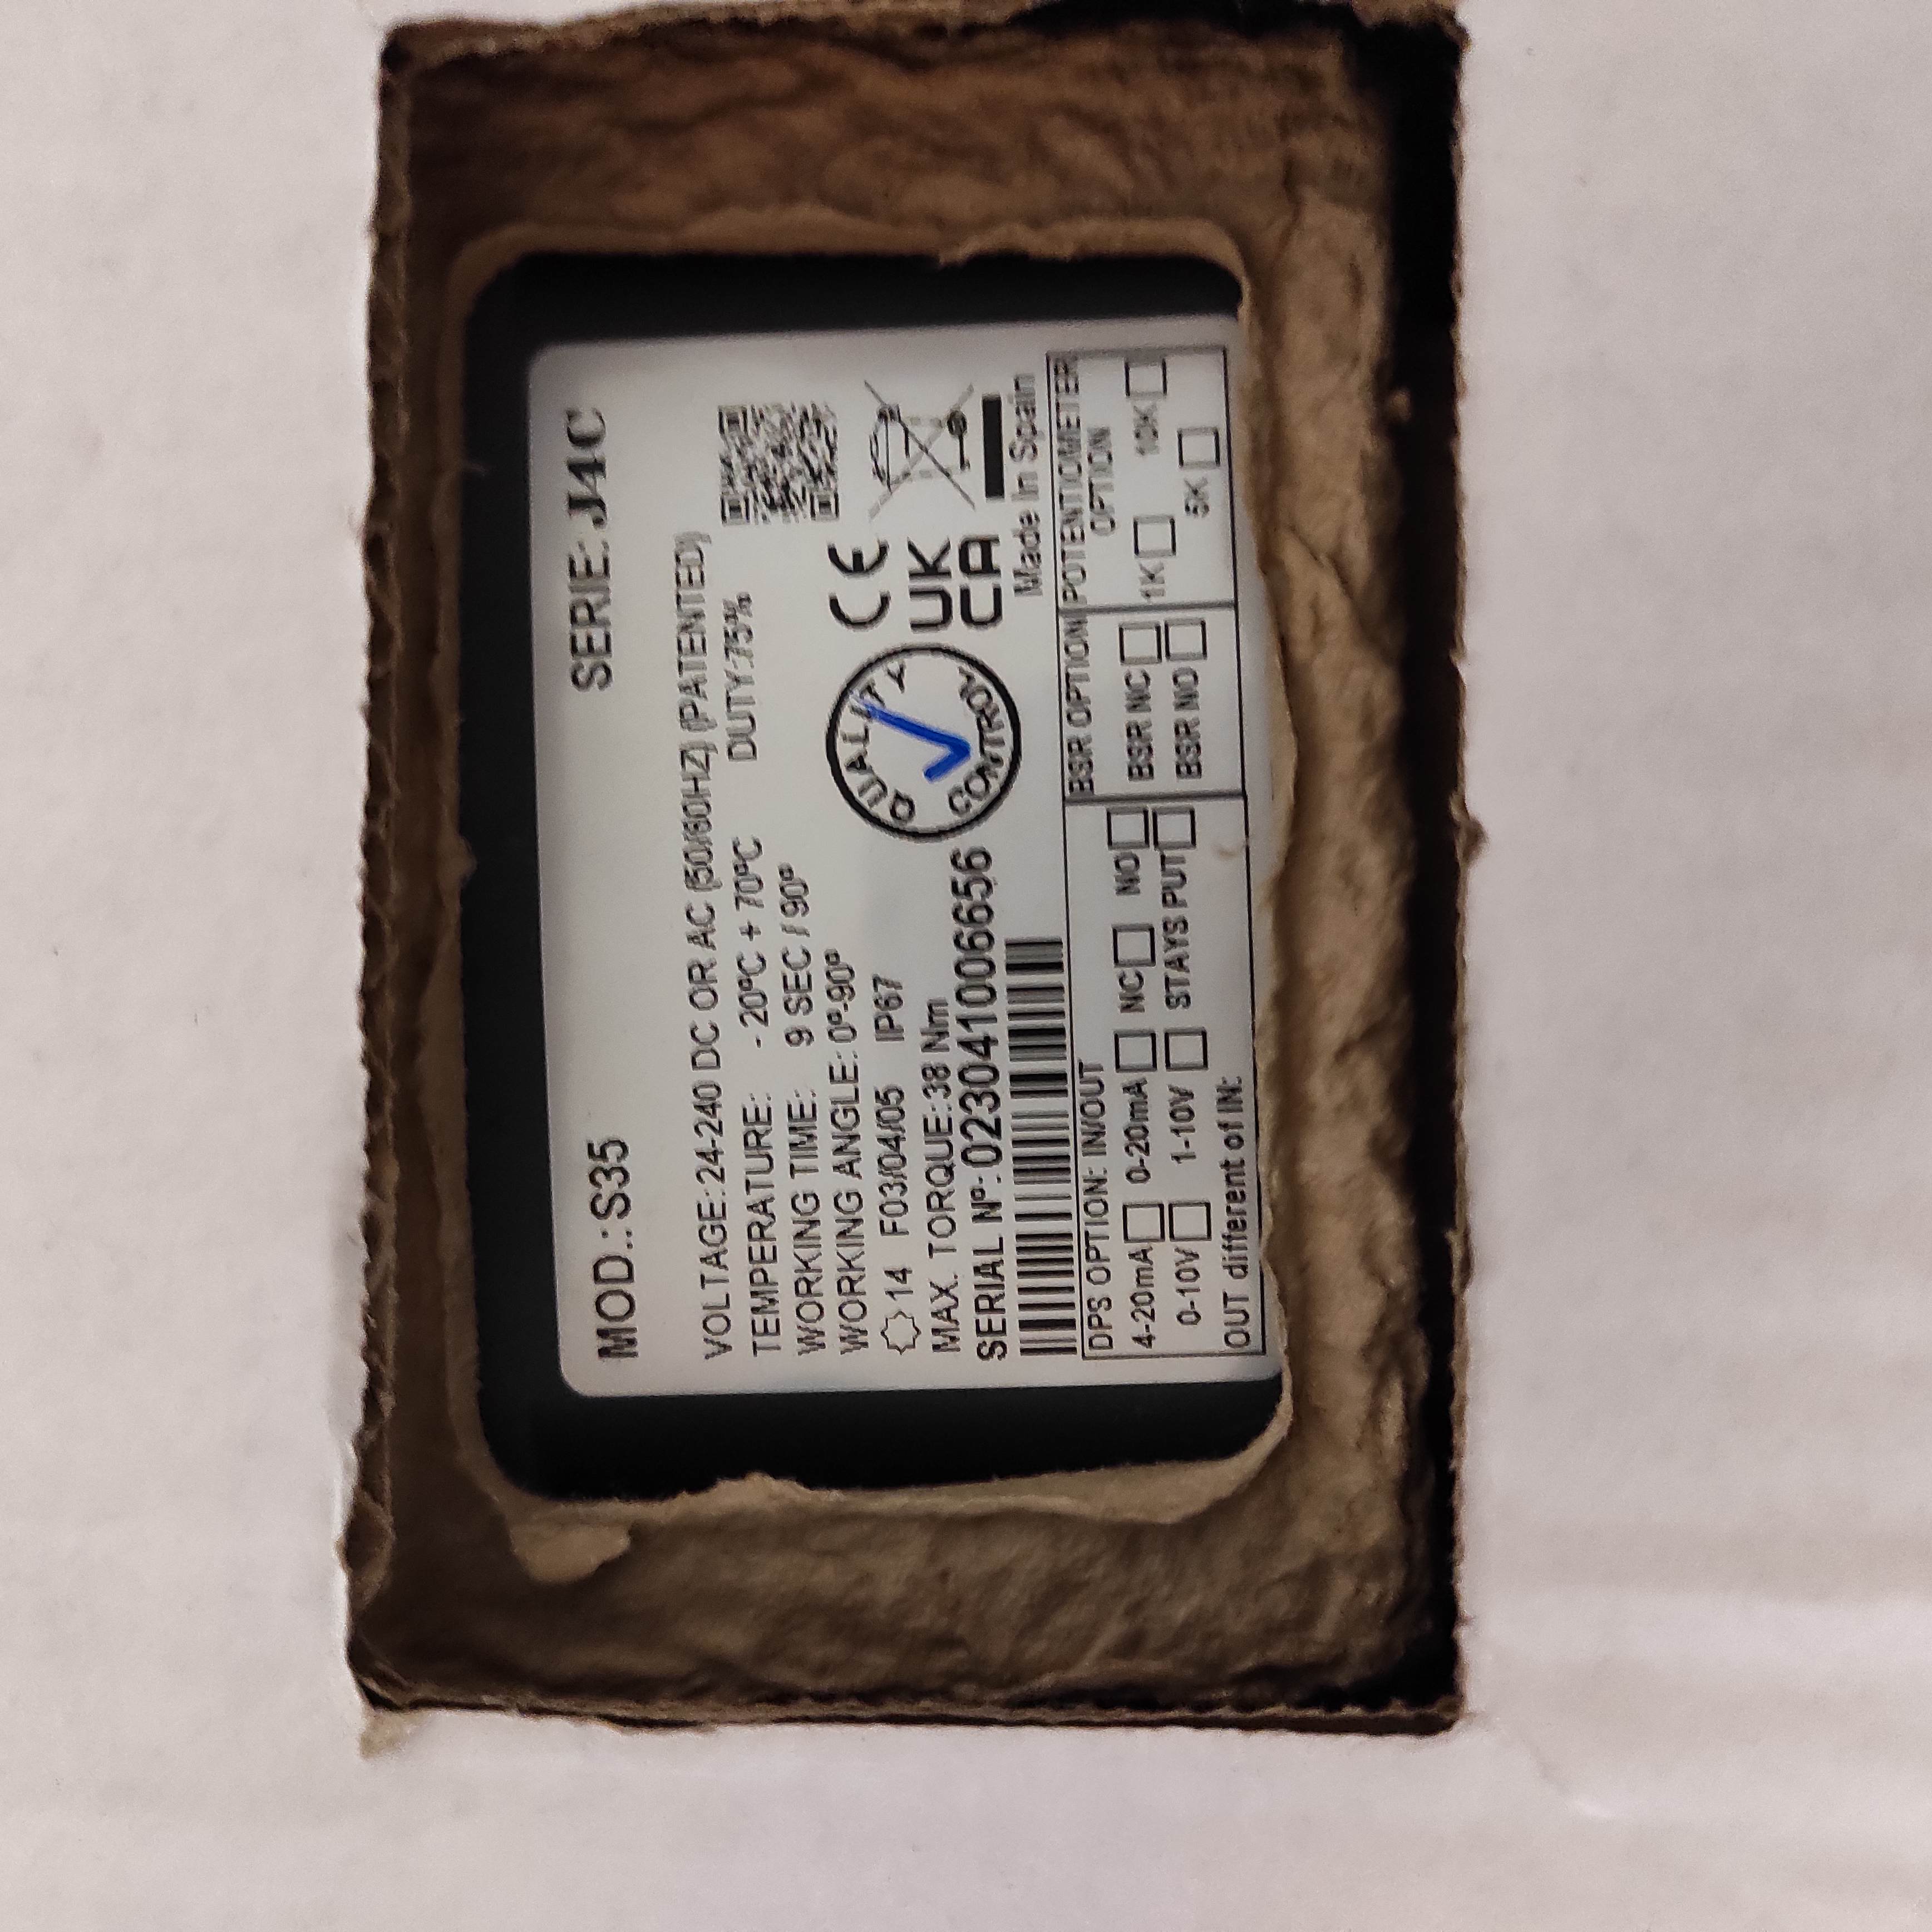 MOD.: S35 SERIE: J4C
VOLTAGE: 24-240 DC OR AC (50/60HZ) (PATENTED)
TEMPERATURE: - 20ºC + 70ºC DUTY:75%
WORKING TIME: 9 SEC / 90º
WORKING ANGLE: 0º-90º
14 F03/04/05 IP67
MAX. TORQUE: 38 Nm
SERIAL Nº: 023041006656
QUALITY CONTROL
CE
UK
CA
Made In Spain
DPS OPTION: IN/OUT
4-20mA 0-20mA NC NO
0-10V 1-10V STAYS PUT
OUT different of IN:
BSR OPTION
BSR NC
BSR NO
POTENTIOMETER
OPTION
1K 10K
5K